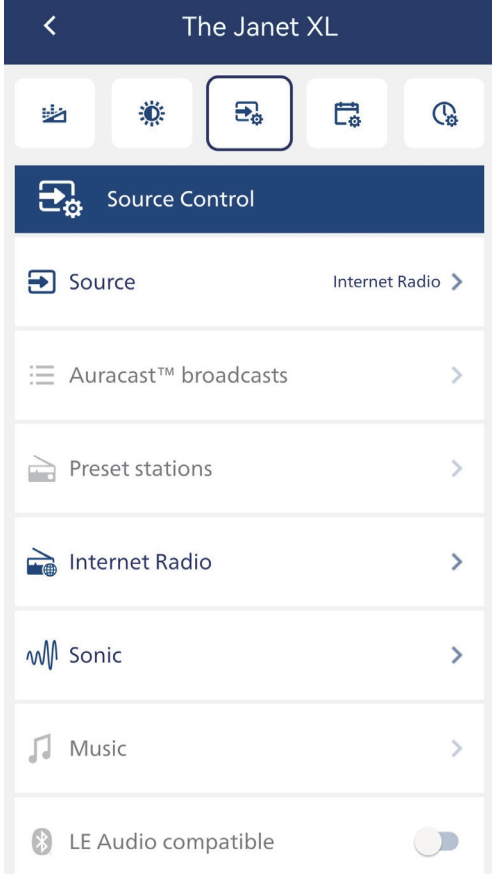 The Janet XL
Source Control
Source Internet Radio
Auracast™ broadcasts
Preset stations
Internet Radio
Sonic
Music
LE Audio compatible